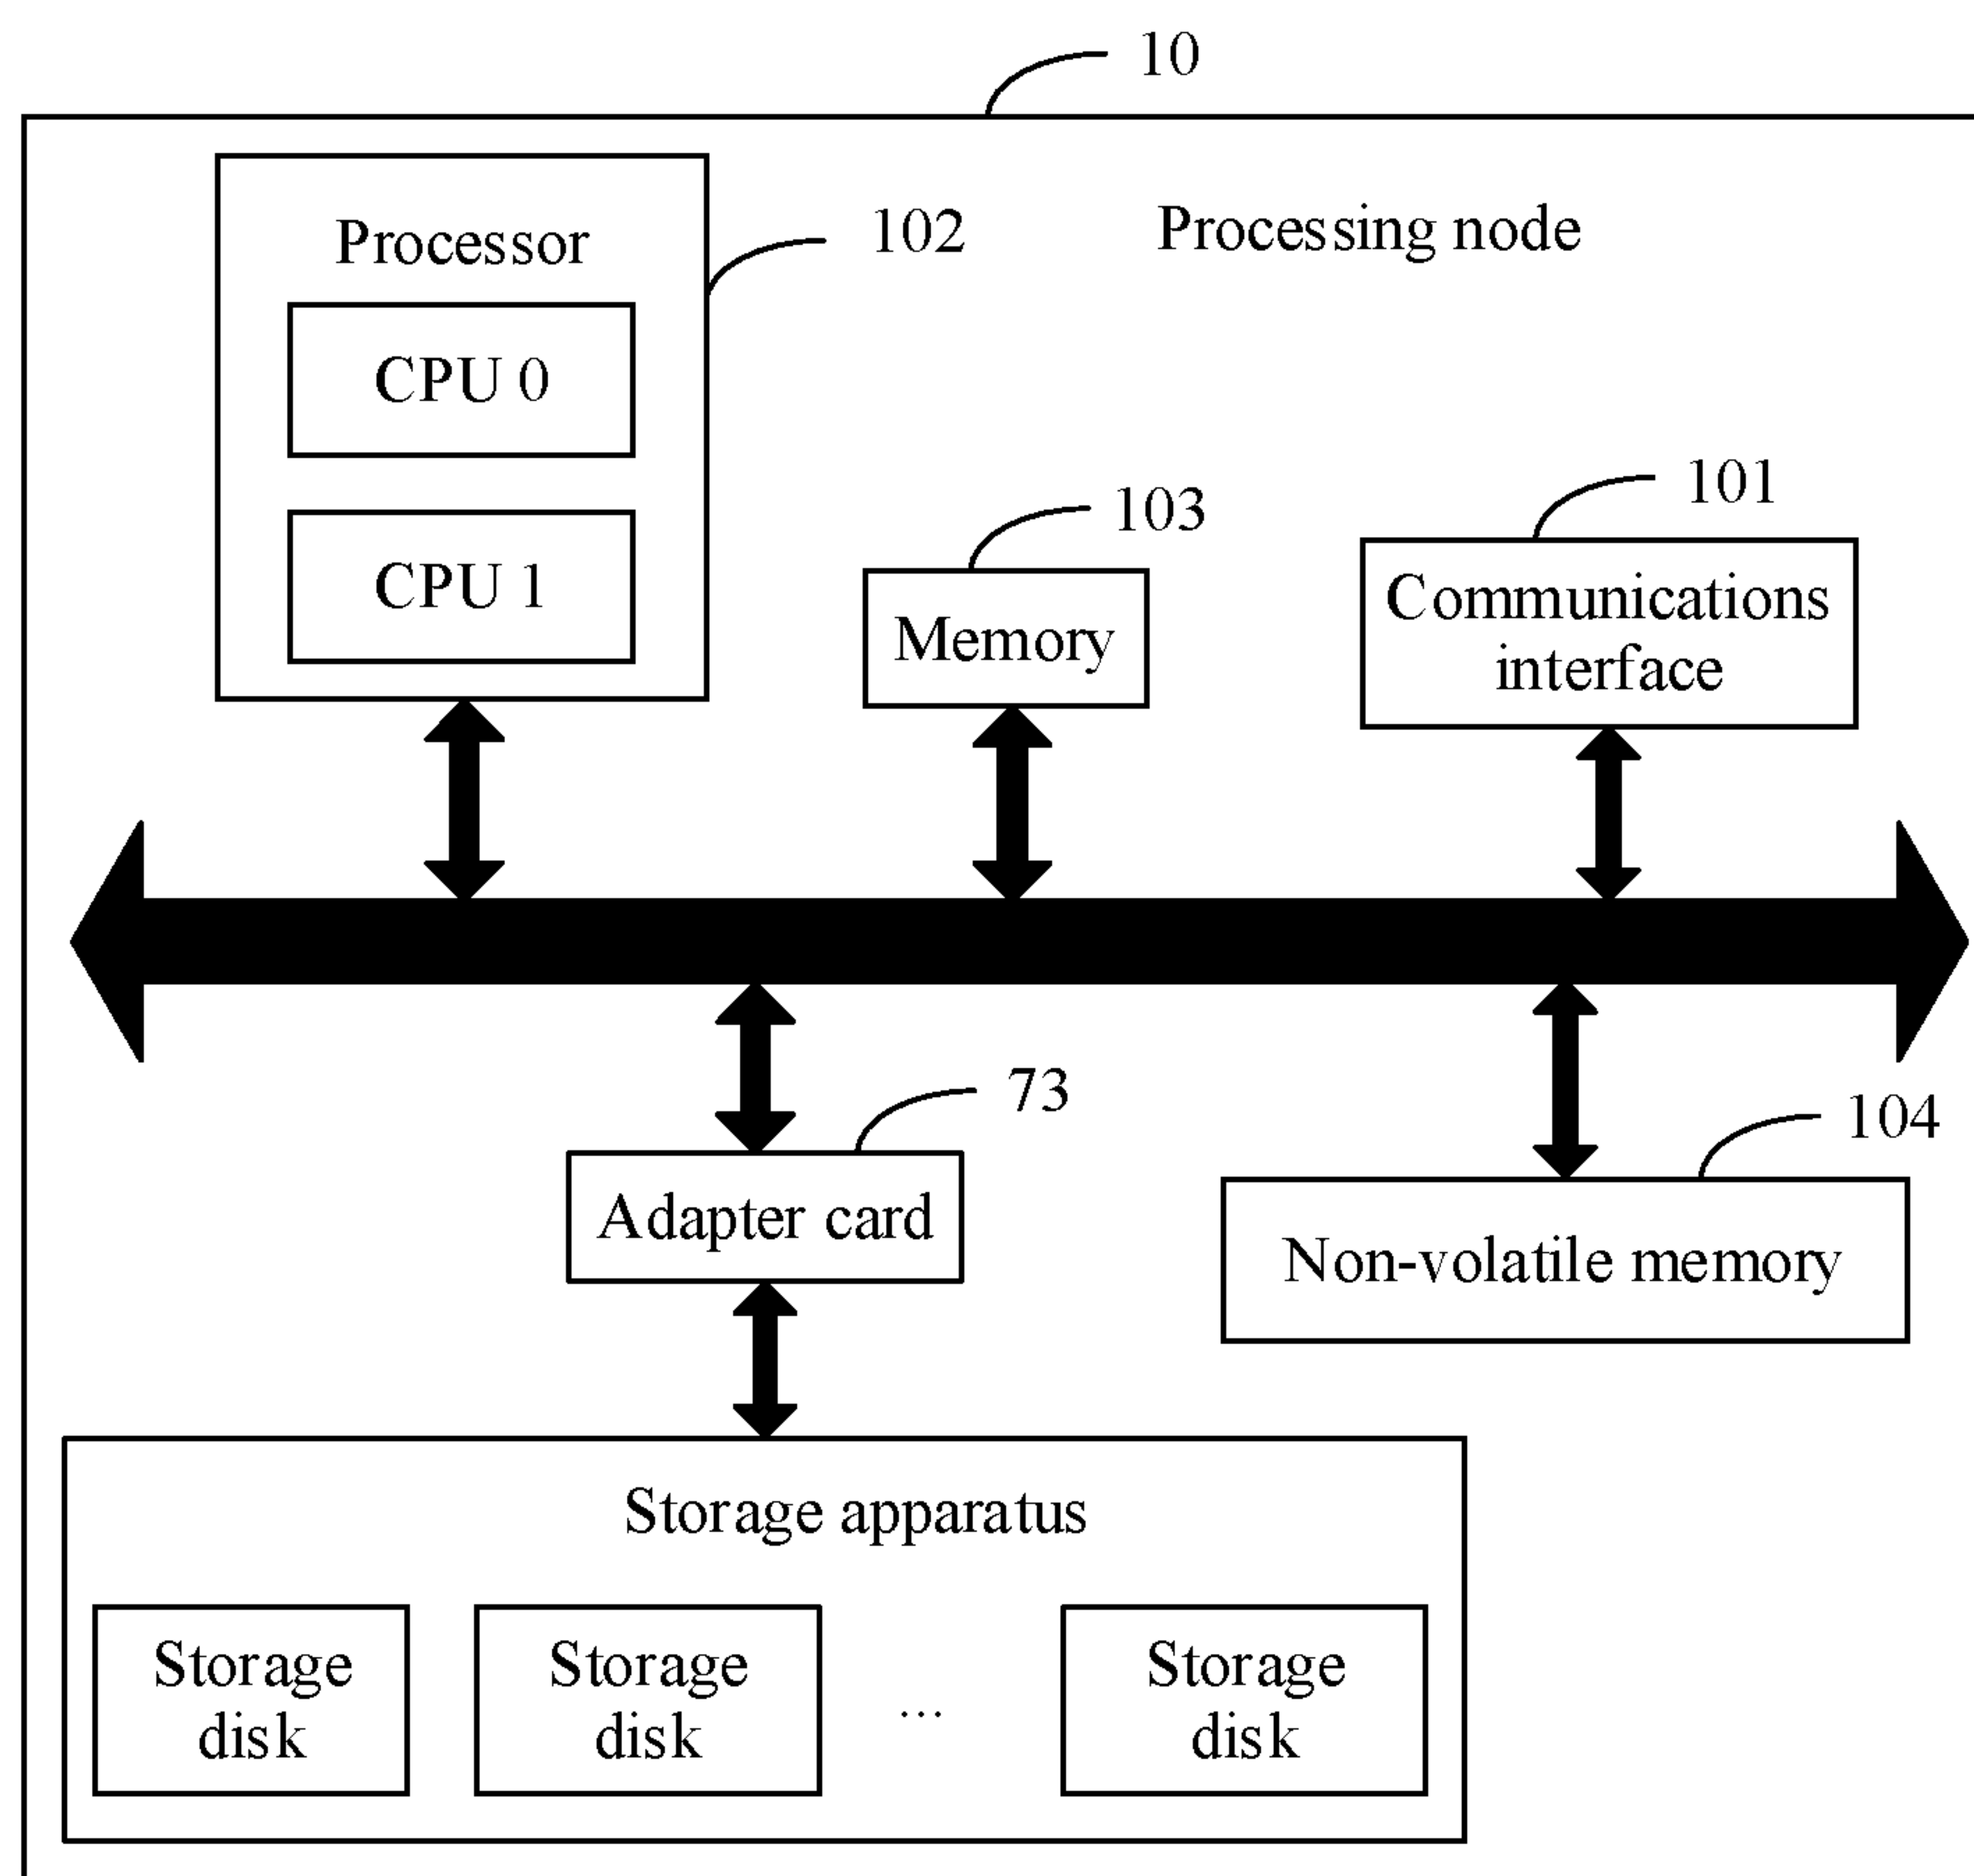 10
Processor
102
Processing node
CPU 0
CPU 1
103
101
Memory
Communications
interface
73
104
Adapter card
Non-volatile memory
Storage apparatus
Storage
disk
Storage
disk
...
Storage
disk